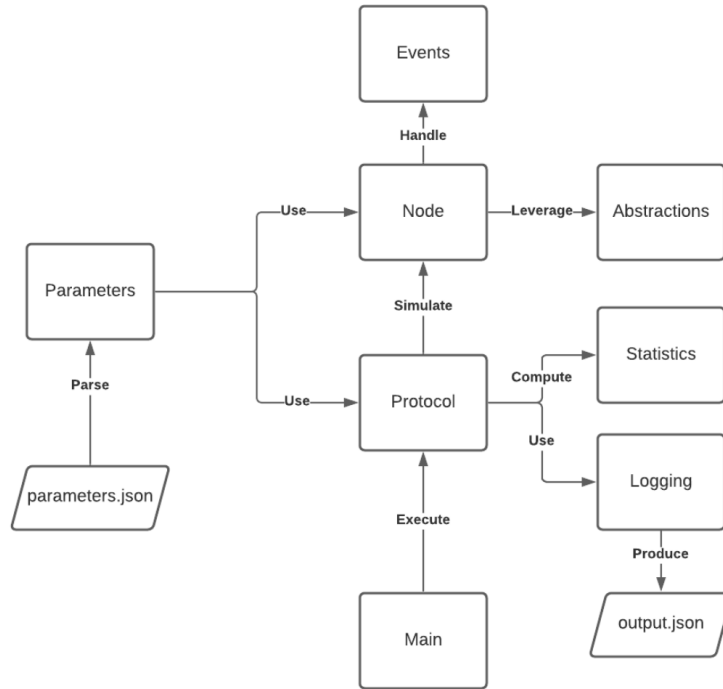 Events
Handle
Node
Use
Leverage
Abstractions
Parameters
Simulate
Statistics
Parse
Compute
Use
Protocol
Use
Logging
parameters.json
Execute
Produce
output.json
Main